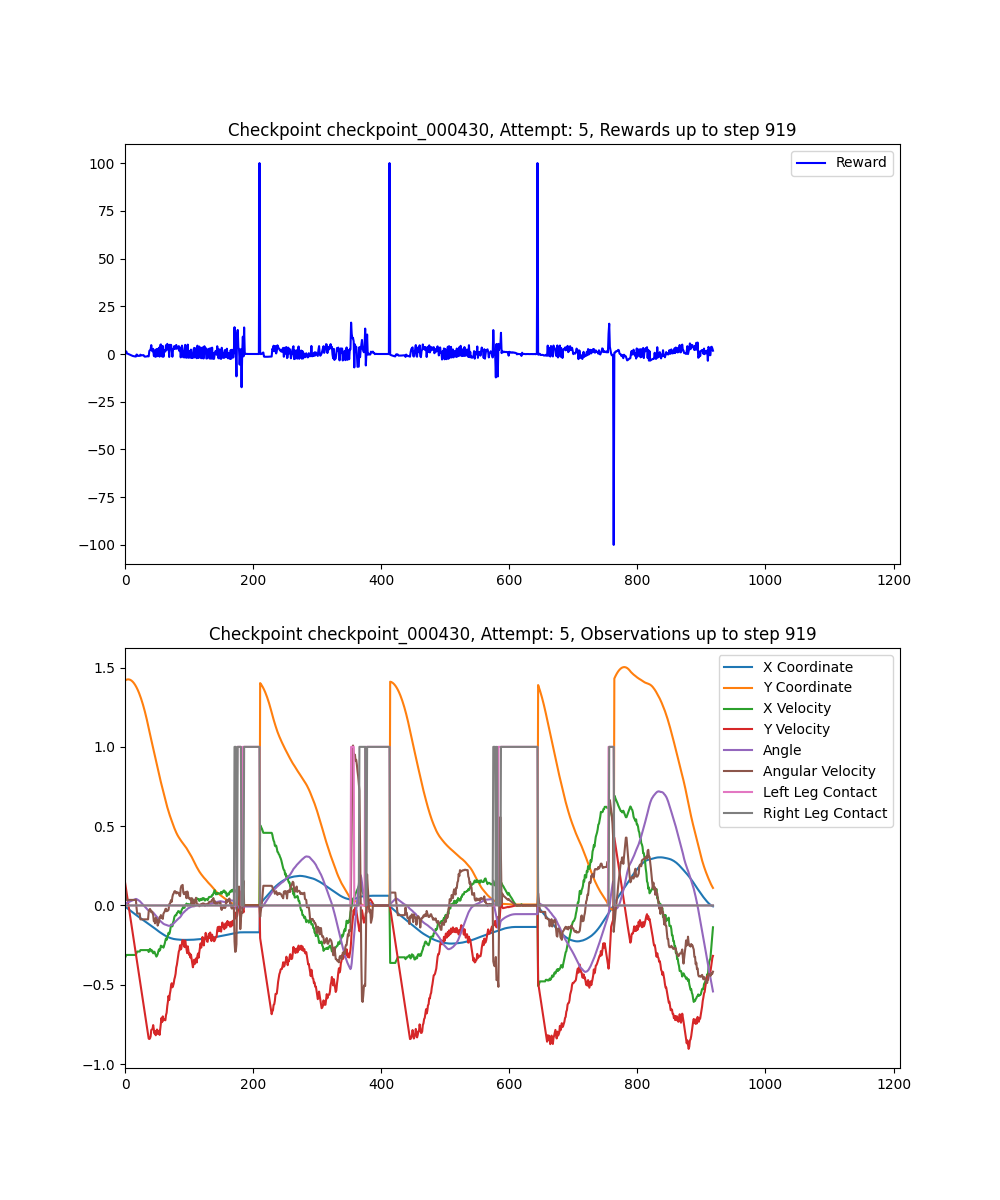 Checkpoint checkpoint_000430, Attempt: 5, Rewards up to step 919
100
75
50
25
0
−25
−50
−75
−100
Reward
0 200 400 600 800 1000 1200
Checkpoint checkpoint_000430, Attempt: 5, Observations up to step 919
1.5
1.0
0.5
0.0
−0.5
−1.0
X Coordinate
Y Coordinate
X Velocity
Y Velocity
Angle
Angular Velocity
Left Leg Contact
Right Leg Contact
0 200 400 600 800 1000 1200